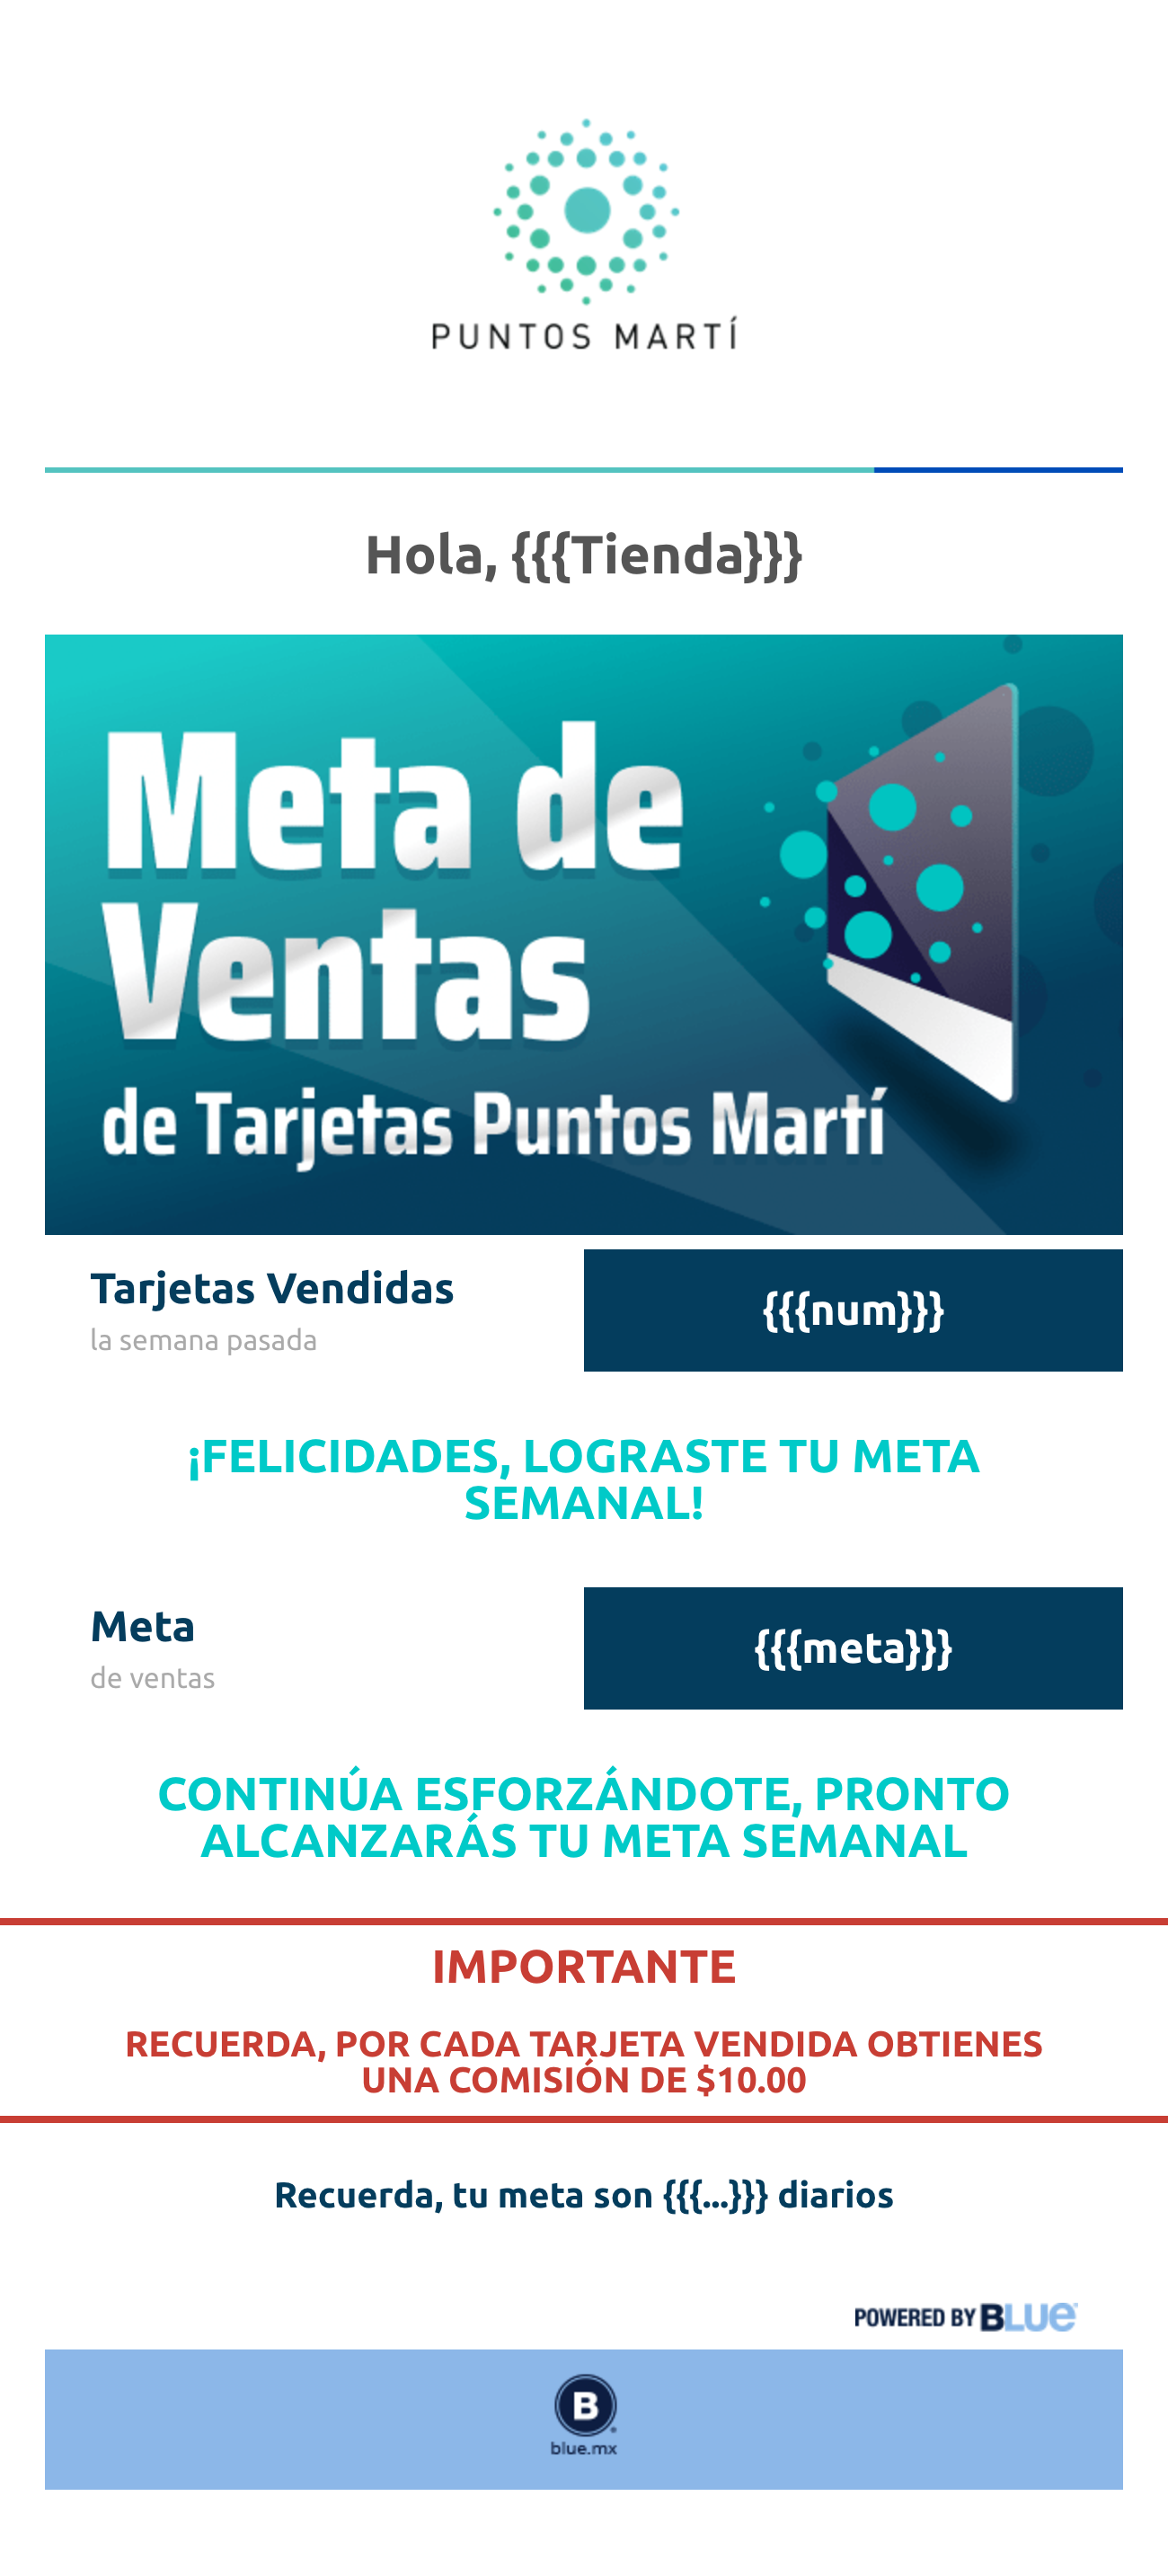 PUNTOS MARTÍ
Hola, {{{Tienda}}}
Meta de
Ventas
de Tarjetas Puntos Martí
Tarjetas Vendidas
la semana pasada
{{{num}}}
¡FELICIDADES, LOGRASTE TU META
SEMANAL!
Meta
de ventas
{{{meta}}}
CONTINÚA ESFORZÁNDOTE, PRONTO
ALCANZARÁS TU META SEMANAL
IMPORTANTE
RECUERDA, POR CADA TARJETA VENDIDA OBTIENES
UNA COMISIÓN DE $10.00
Recuerda, tu meta son {{{...}}} diarios
POWERED BY BLUe
B
blue.mx